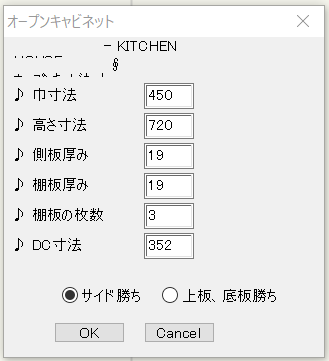 オープンキャビネット
- KITCHEN
§
♪ 巾寸法 450
♪ 高さ寸法 720
♪ 側板厚み 19
♪ 棚板厚み 19
♪ 棚板の枚数 3
♪ DC寸法 352
サイド勝ち 上板、底板勝ち
OK Cancel